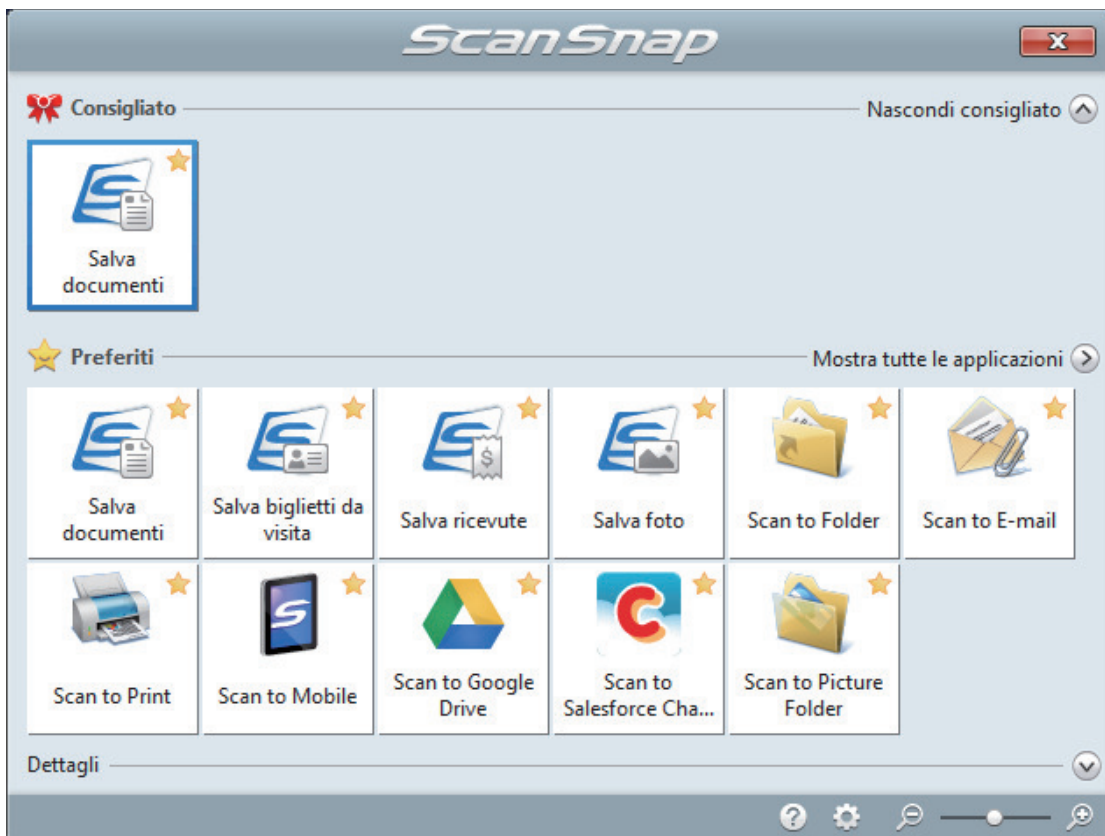 ScanSnap
Consigliato
Nascondi consigliato
Salva
documenti
Preferiti
Mostra tutte le applicazioni
Salva
documenti
Salva biglietti da
visita
Salva ricevute
Salva foto
Scan to Folder
Scan to E-mail
Scan to Print
Scan to Mobile
Scan to Google
Drive
Scan to
Salesforce Cha...
Scan to Picture
Folder
Dettagli